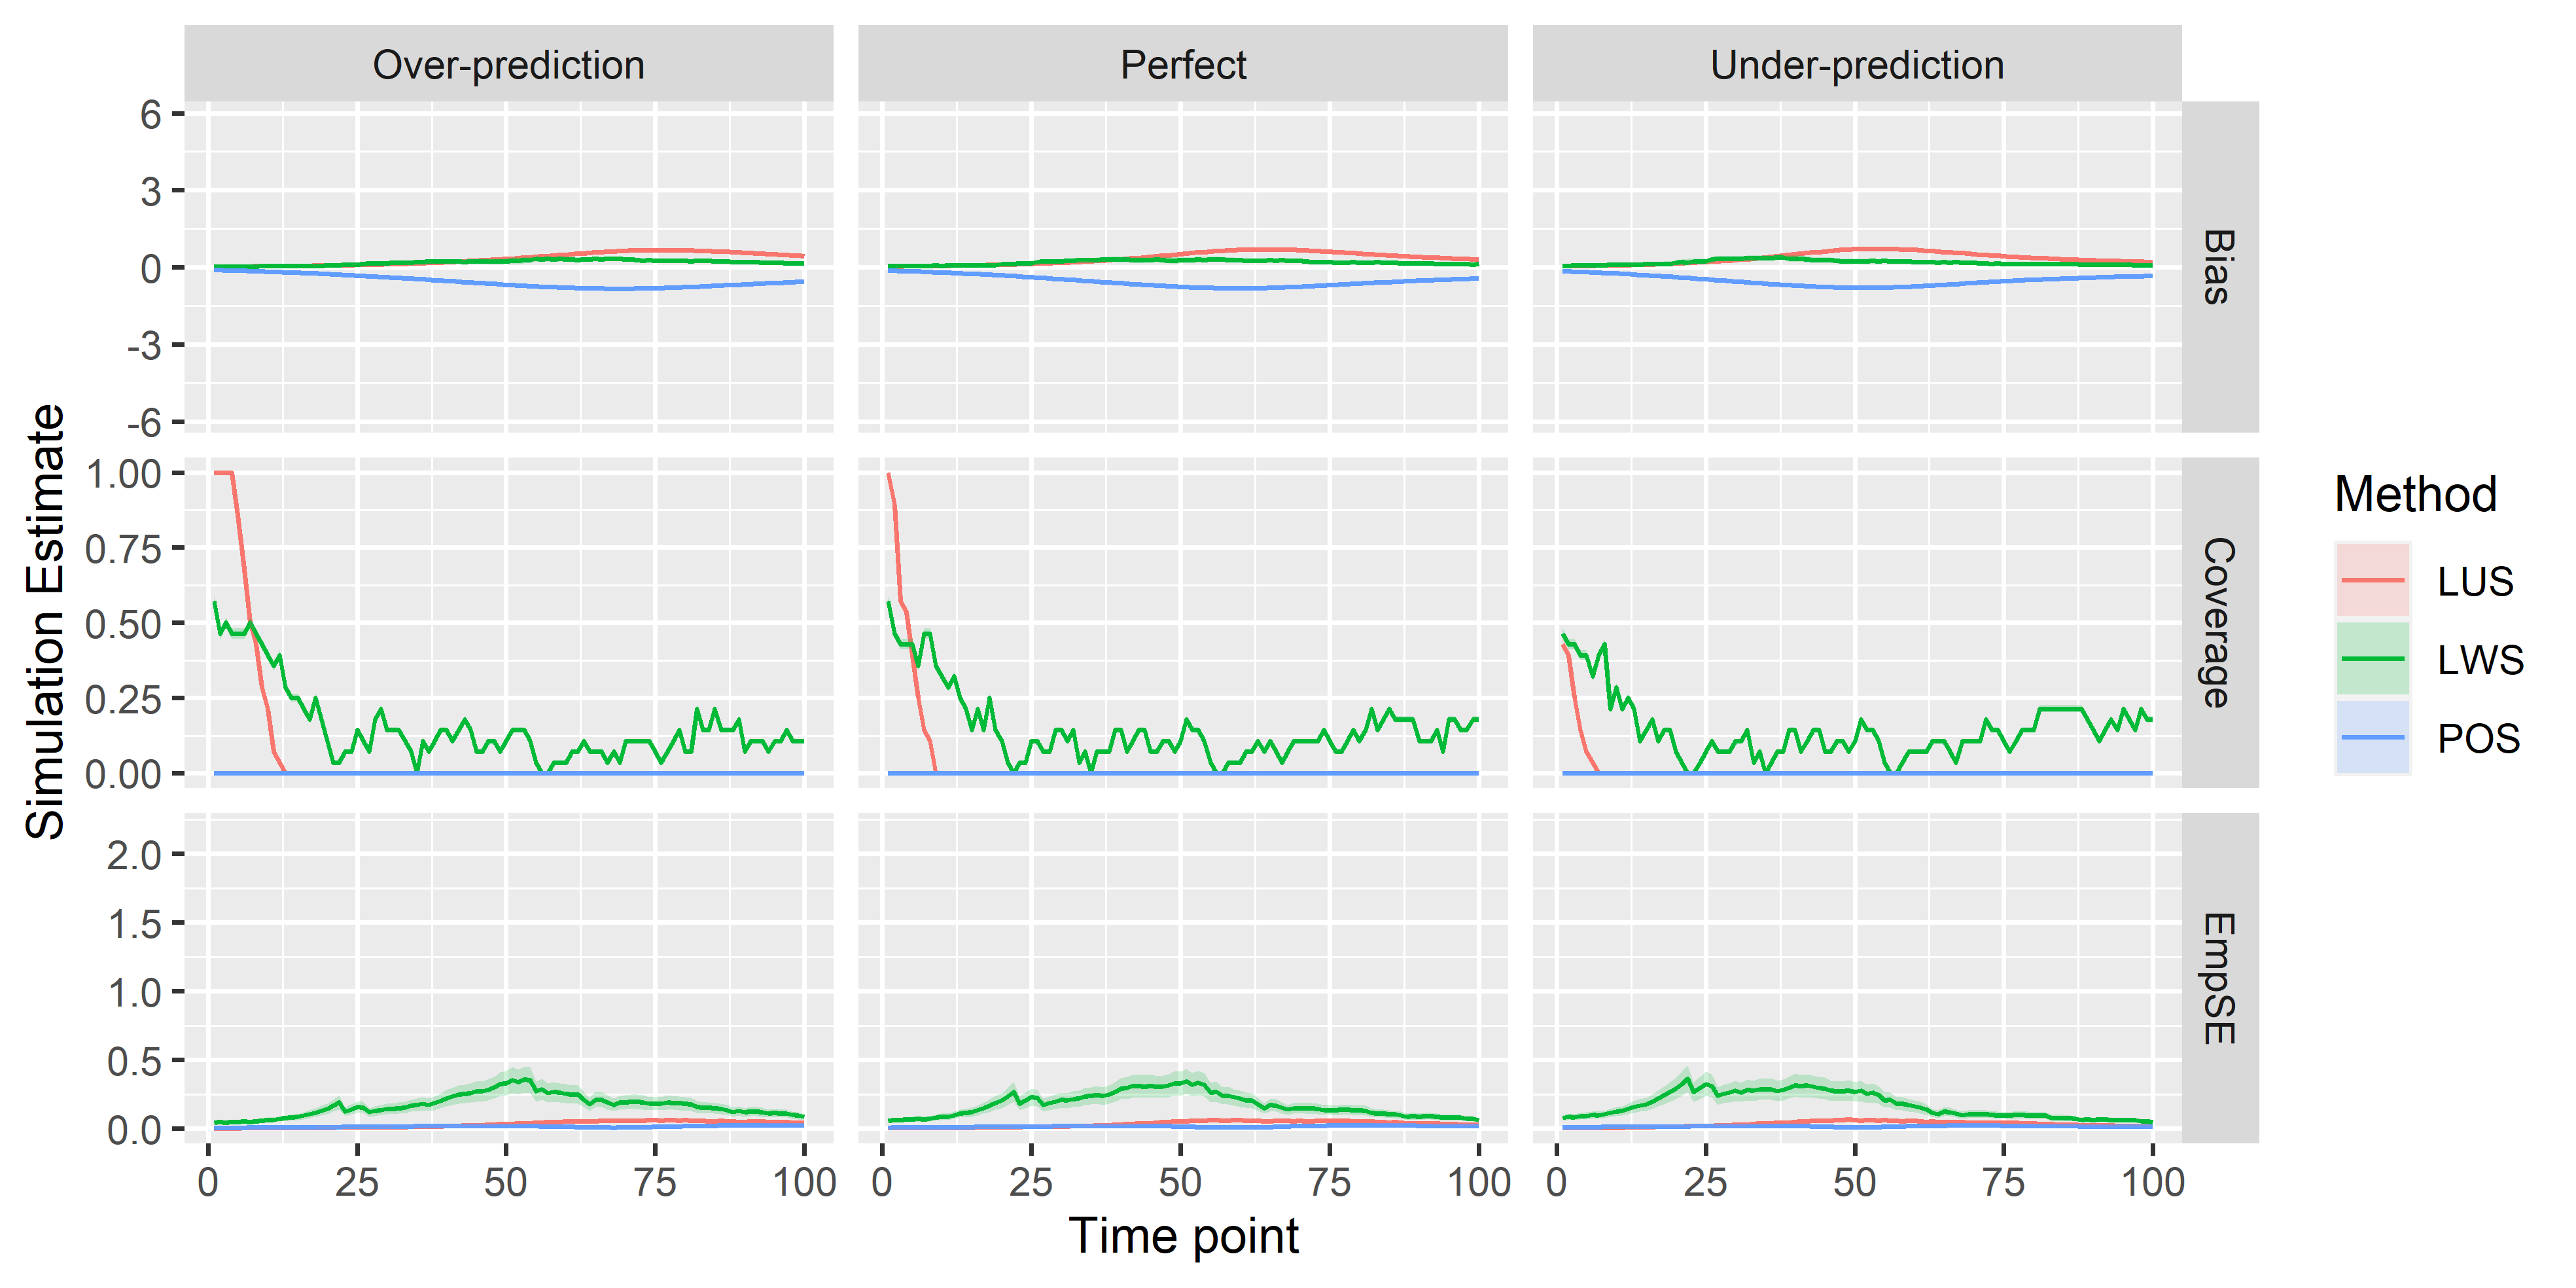 Over-prediction
Perfect
Under-prediction
6
3
0
-3
-6
Bias
1.00
0.75
0.50
0.25
0.00
Coverage
2.0
1.5
1.0
0.5
0.0
EmpSE
0 25 50 75 100
0 25 50 75 100
0 25 50 75 100
Time point
Simulation Estimate
Method
LUS
LWS
POS